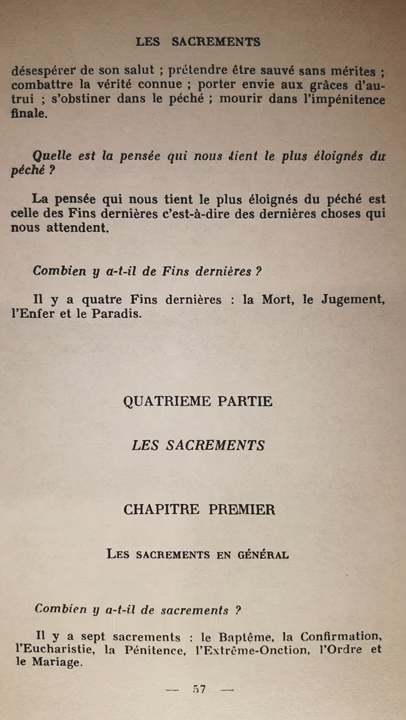 LES SACREMENTS
désespérer de son salut ; prétendre être sauvé sans mérites ;
combattre la vérité connue ; porter envie aux grâces d'au-
trui ; s'obstiner dans le péché ; mourir dans l'impénitence
finale.
Quelle est la pensée qui nous tient le plus éloignés du
péché ?
La pensée qui nous tient le plus éloignés du péché est
celle des Fins dernières c'est-à-dire des dernières choses qui
nous attendent.
Combien y a-t-il de Fins dernières ?
Il y a quatre Fins dernières : la Mort, le Jugement,
l'Enfer et le Paradis.
QUATRIEME PARTIE
LES SACREMENTS
CHAPITRE PREMIER
LES SACREMENTS EN GÉNÉRAL
Combien y a-t-il de sacrements ?
Il y a sept sacrements : le Baptême, la Confirmation,
l'Eucharistie, la Pénitence, l'Extrême-Onction, l'Ordre et
le Mariage.
— 57 —